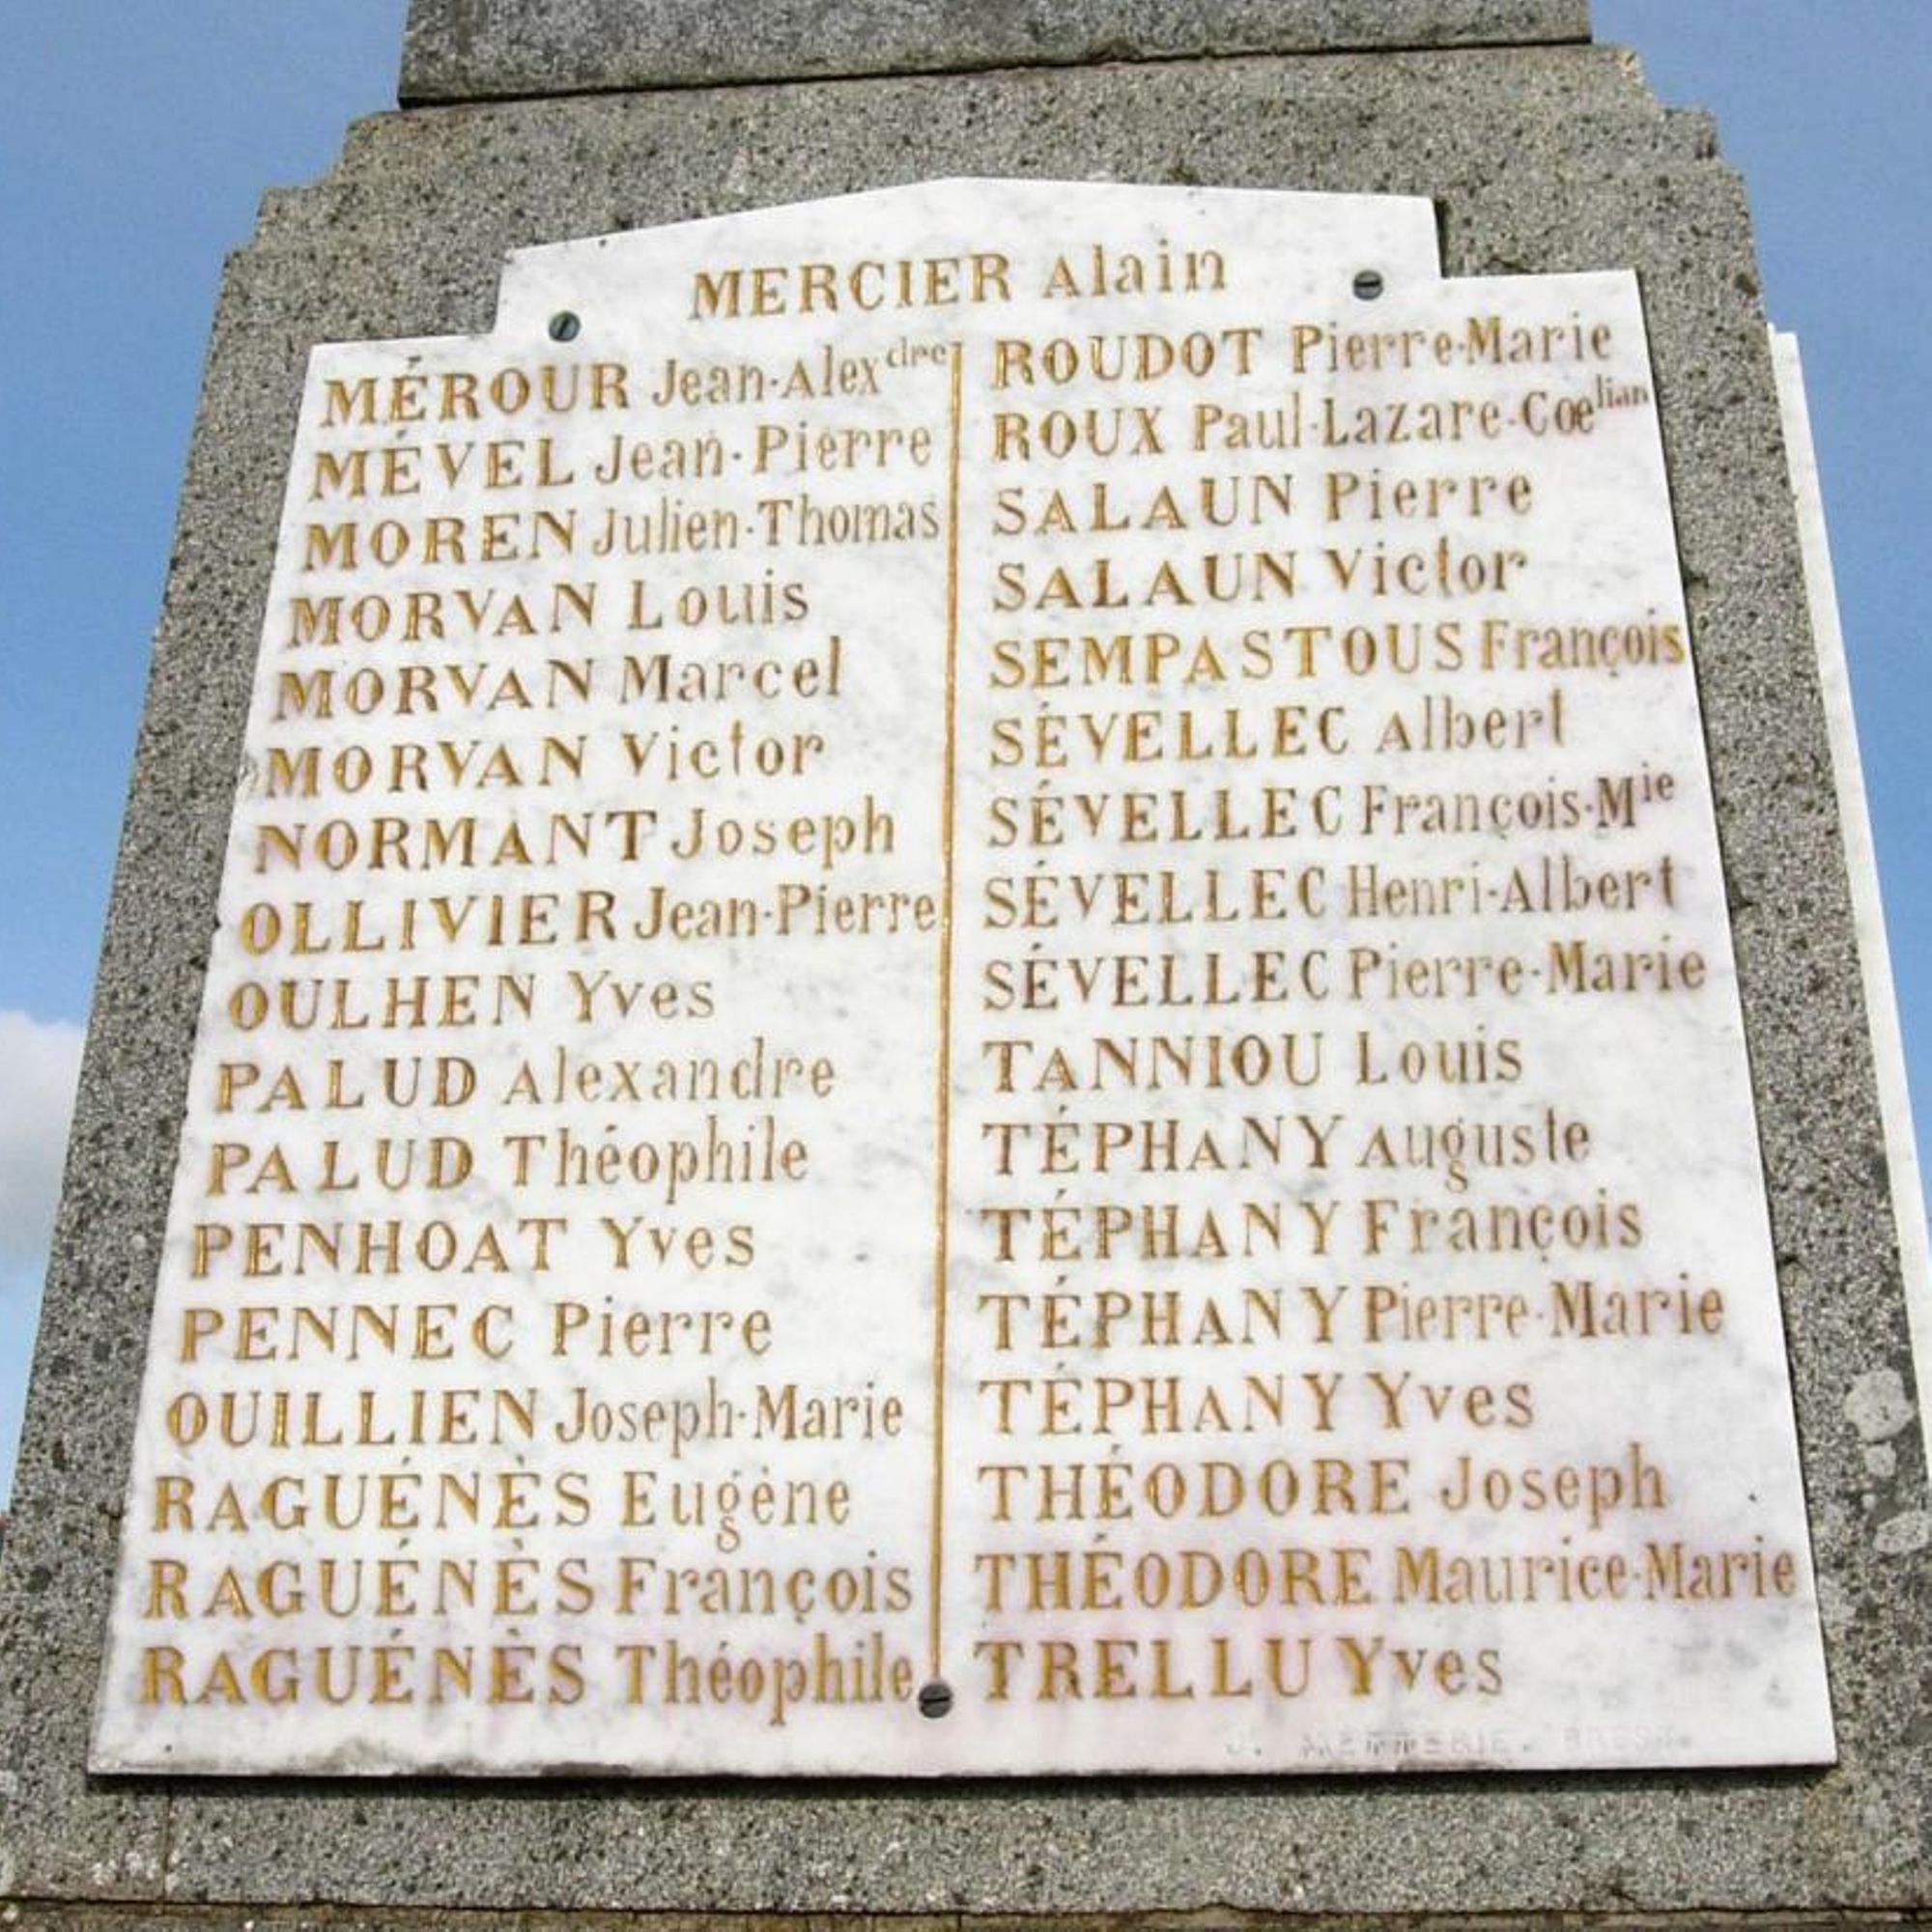 MERCIER Alain
MÉROUR Jean-Alexdre
MÉVEL Jean-Pierre
MOREN Julien-Thomas
MORVAN Louis
MORVAN Marcel
MORVAN Victor
NORMANT Joseph
OLLIVIER Jean-Pierre
OULHEN Yves
PALUD Alexandre
PALUD Théophile
PENHOAT Yves
PENNEC Pierre
QUILLIEN Joseph-Marie
RAGUÉNÈS Eugène
RAGUÉNÈS François
RAGUÉNÈS Théophile
ROUDOT Pierre-Marie
ROUX Paul-Lazare-Cœlian
SALAUN Pierre
SALAUN Victor
SEMPASTOUS François
SÉVELLEC Albert
SÉVELLEC François-Mie
SÉVELLEC Henri-Albert
SÉVELLEC Pierre-Marie
TANNIOU Louis
TÉPHANY Auguste
TÉPHANY François
TÉPHANY Pierre-Marie
TÉPHANY Yves
THÉODORE Joseph
THÉODORE Maurice-Marie
TRELLU Yves
BREST